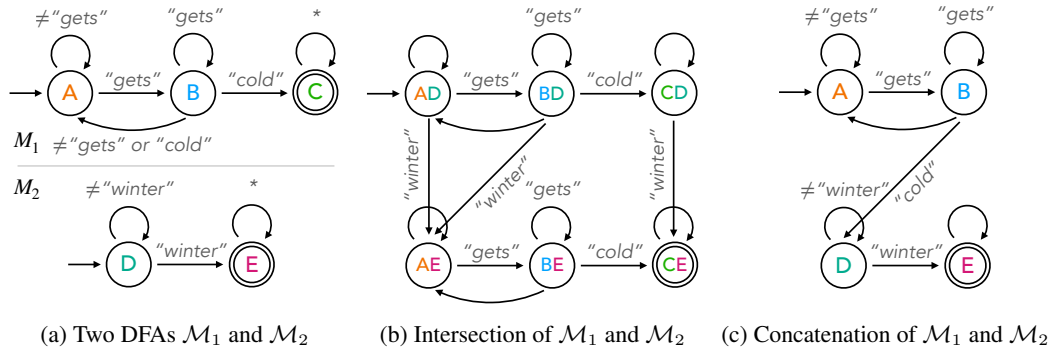 ≠"gets"
"gets"
*
A
"gets"
B
"cold"
C
M1
≠"gets" or "cold"
M2
≠"winter"
*
D
"winter"
E
(a) Two DFAs M1 and M2
"gets"
AD
"gets"
BD
"cold"
CD
"winter"
"winter"
"winter"
"gets"
AE
"gets"
BE
"cold"
CE
(b) Intersection of M1 and M2
≠"gets"
"gets"
A
"gets"
B
"cold"
≠"winter"
D
"winter"
E
(c) Concatenation of M1 and M2